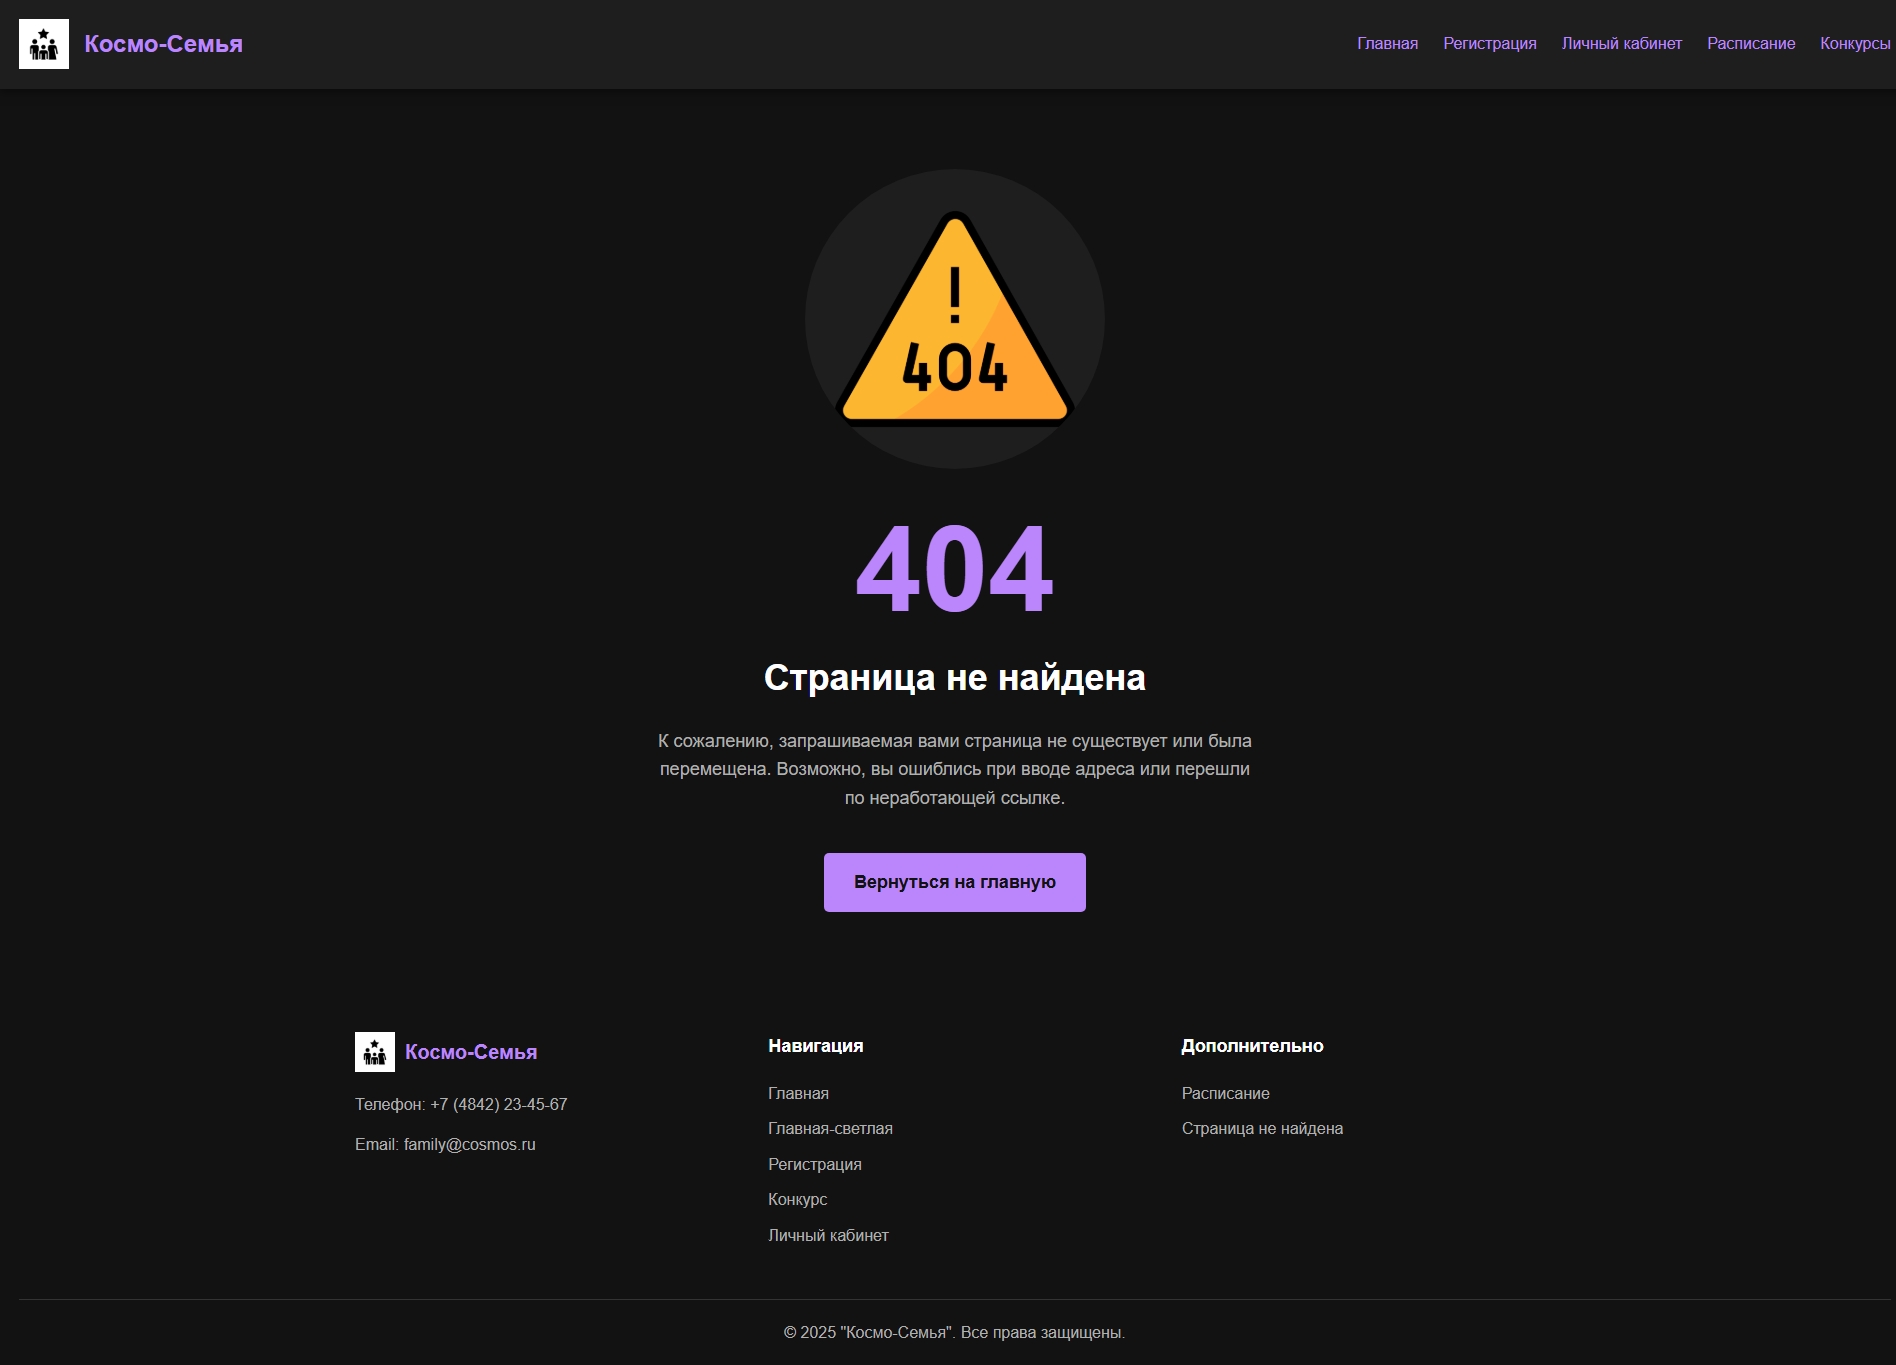 Космо-Семья
Главная Регистрация Личный кабинет Расписание Конкурсы
!
404
404
Страница не найдена
К сожалению, запрашиваемая вами страница не существует или была
перемещена. Возможно, вы ошиблись при вводе адреса или перешли
по неработающей ссылке.
Вернуться на главную
Космо-Семья
Телефон: +7 (4842) 23-45-67
Email: family@cosmos.ru
Навигация
Главная
Главная-светлая
Регистрация
Конкурс
Личный кабинет
Дополнительно
Расписание
Страница не найдена
© 2025 "Космо-Семья". Все права защищены.